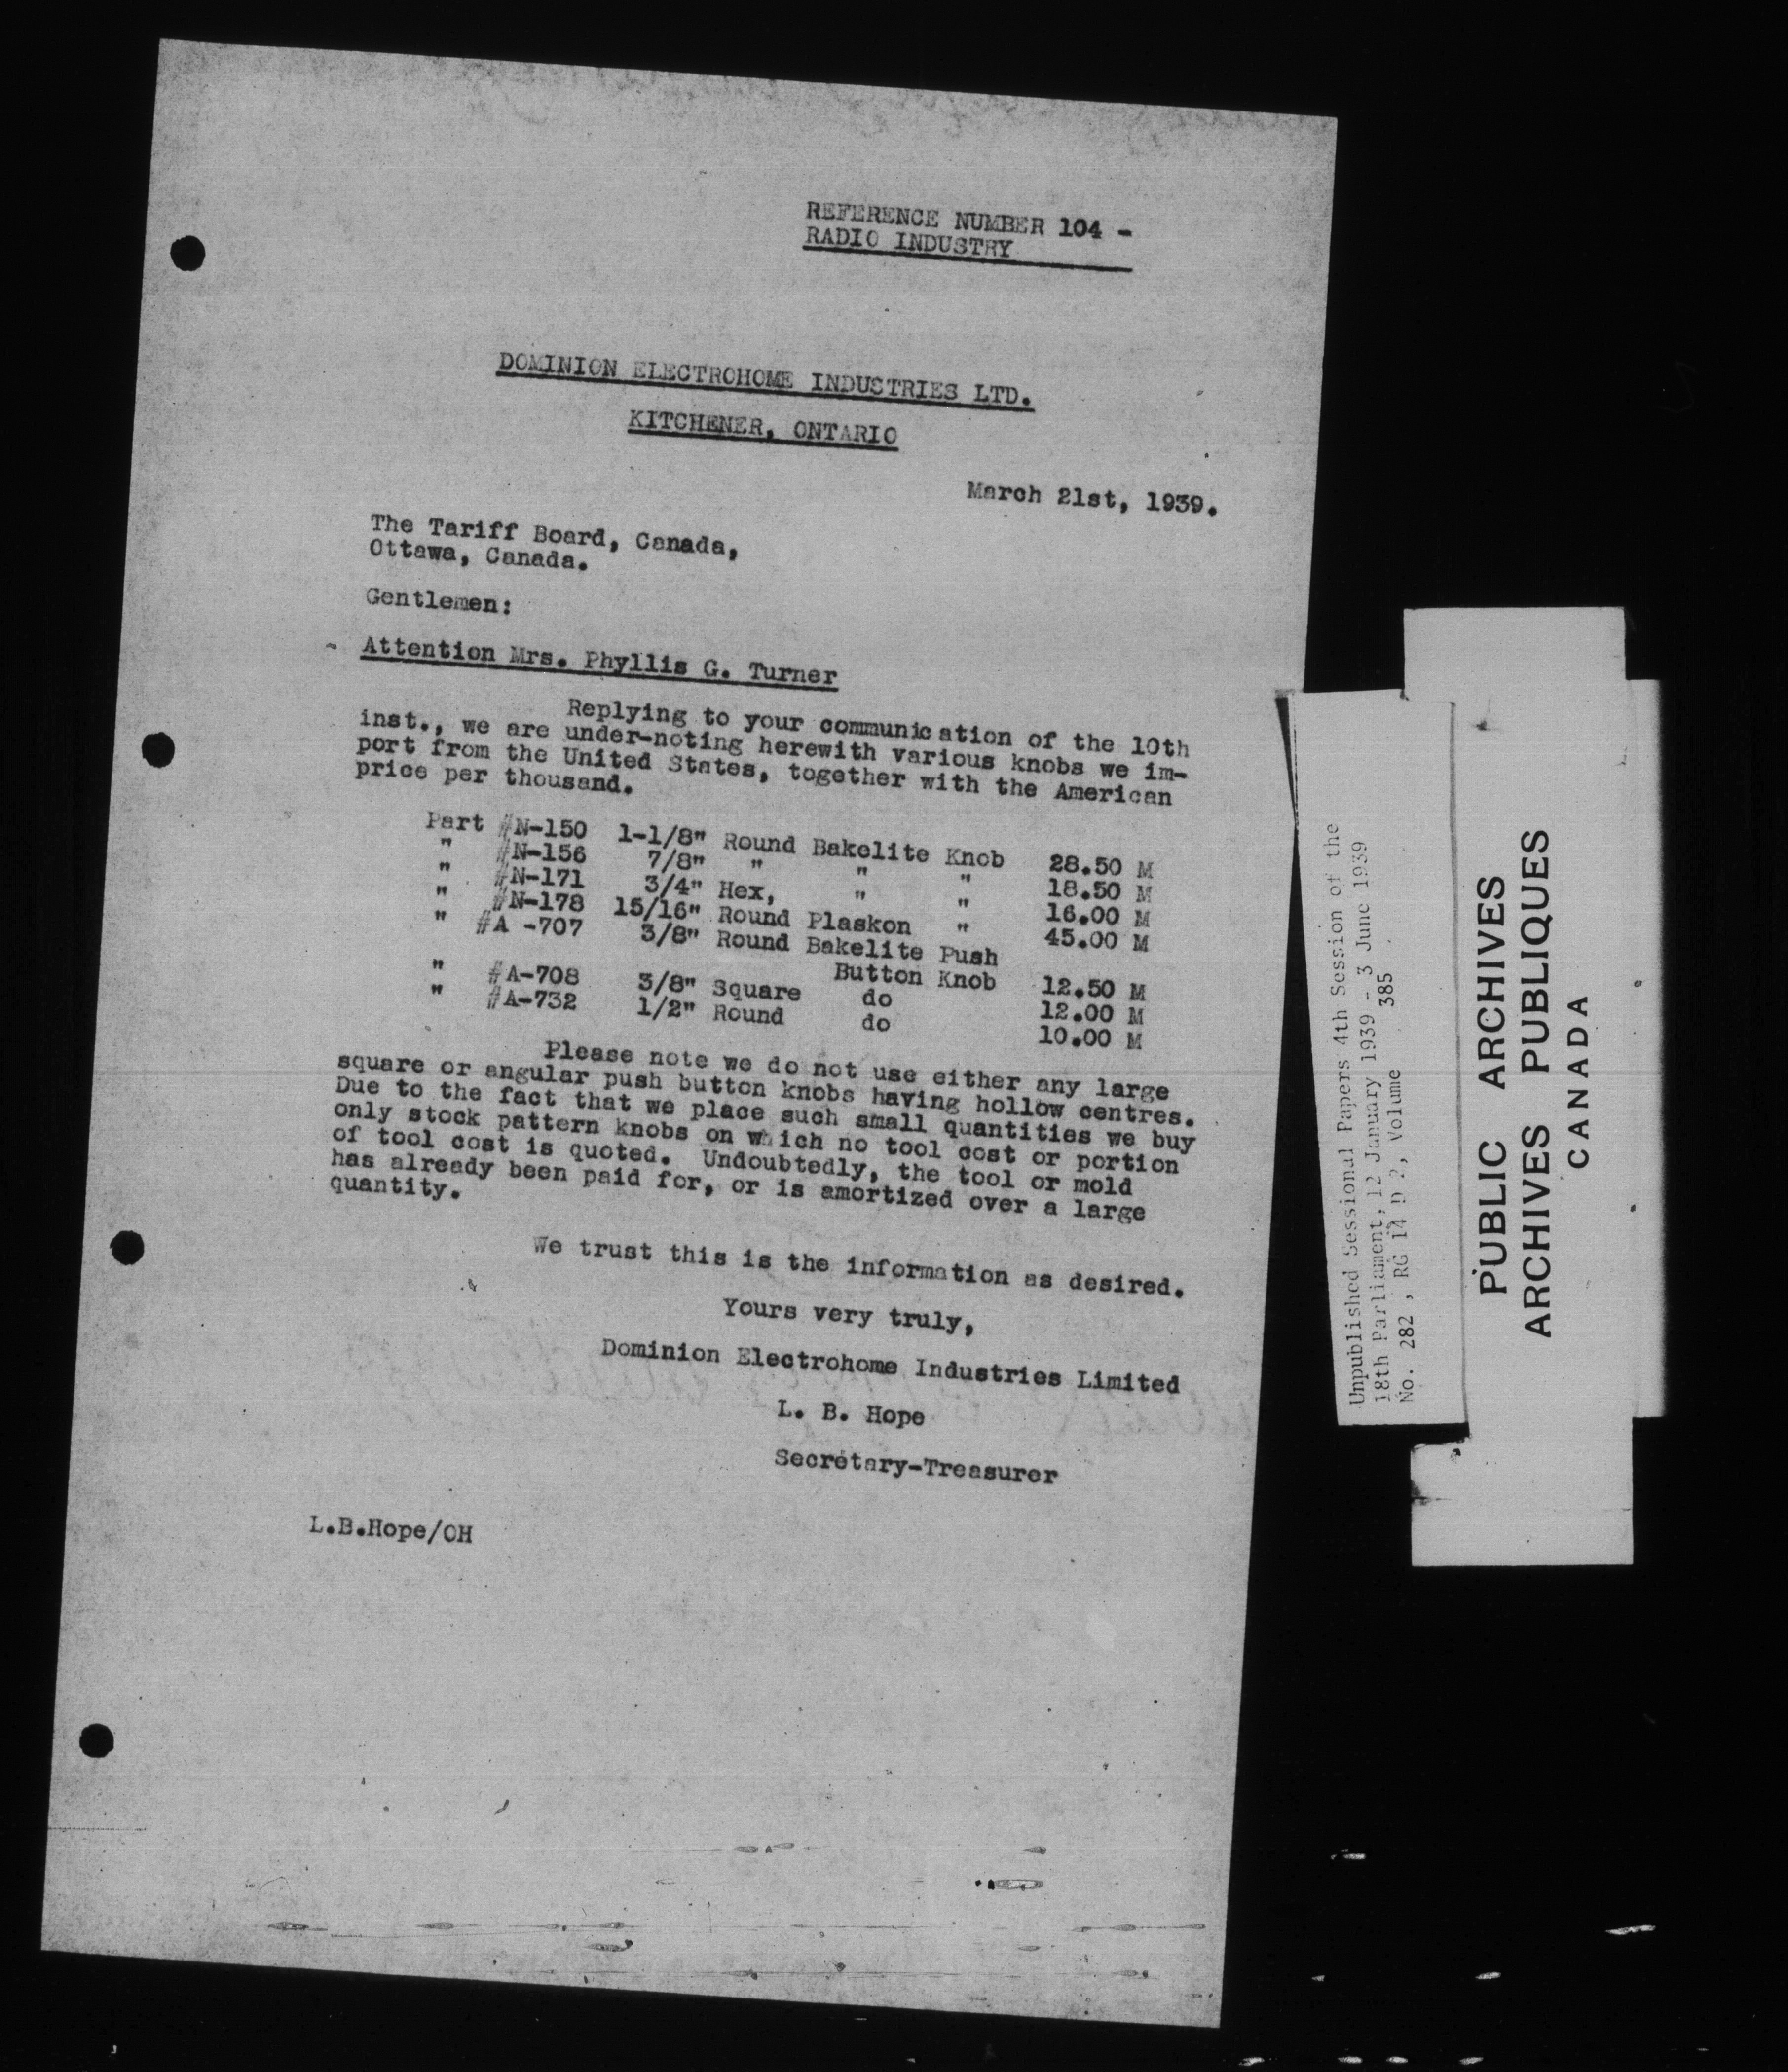 REFERENCE NUMBER 104 -
RADIO INDUSTRY
DOMINION ELECTROHOME INDUSTRIES LTD.
KITCHENER, ONTARIO
March 21st, 1939.
The Tariff Board, Canada,
Ottawa, Canada.
Gentlemen:
Attention Mrs. Phyllis G. Turner
Replying to your communication of the 10th
inst., we are under-noting herewith various knobs we im-
port from the United States, together with the American
price per thousand.
Part #N-150 1-1/8" Round Bakelite Knob 28.50 M
" #N-156 7/8" " " " 18.50 M
" #N-171 3/4" Hex, " " 16.00 M
" #N-178 15/16" Round Plaskon " 45.00 M
" #A -707 3/8" Round Bakelite Push
Button Knob 12.50 M
" #A-708 3/8" Square do 12.00 M
" #A-732 1/2" Round do 10.00 M
Please note we do not use either any large
square or angular push button knobs having hollow centres.
Due to the fact that we place such small quantities we buy
only stock pattern knobs on which no tool cost or portion
of tool cost is quoted. Undoubtedly, the tool or mold
has already been paid for, or is amortized over a large
quantity.
We trust this is the information as desired.
Yours very truly,
Dominion Electrohome Industries Limited
L. B. Hope
Secretary-Treasurer
L.B.Hope/OH
Unpublished Sessional Papers 4th Session of the
18th Parliament, 12 January 1939 - 3 June 1939
No. 282 , RG 14 D 2, Volume 385
PUBLIC ARCHIVES
ARCHIVES PUBLIQUES
CANADA